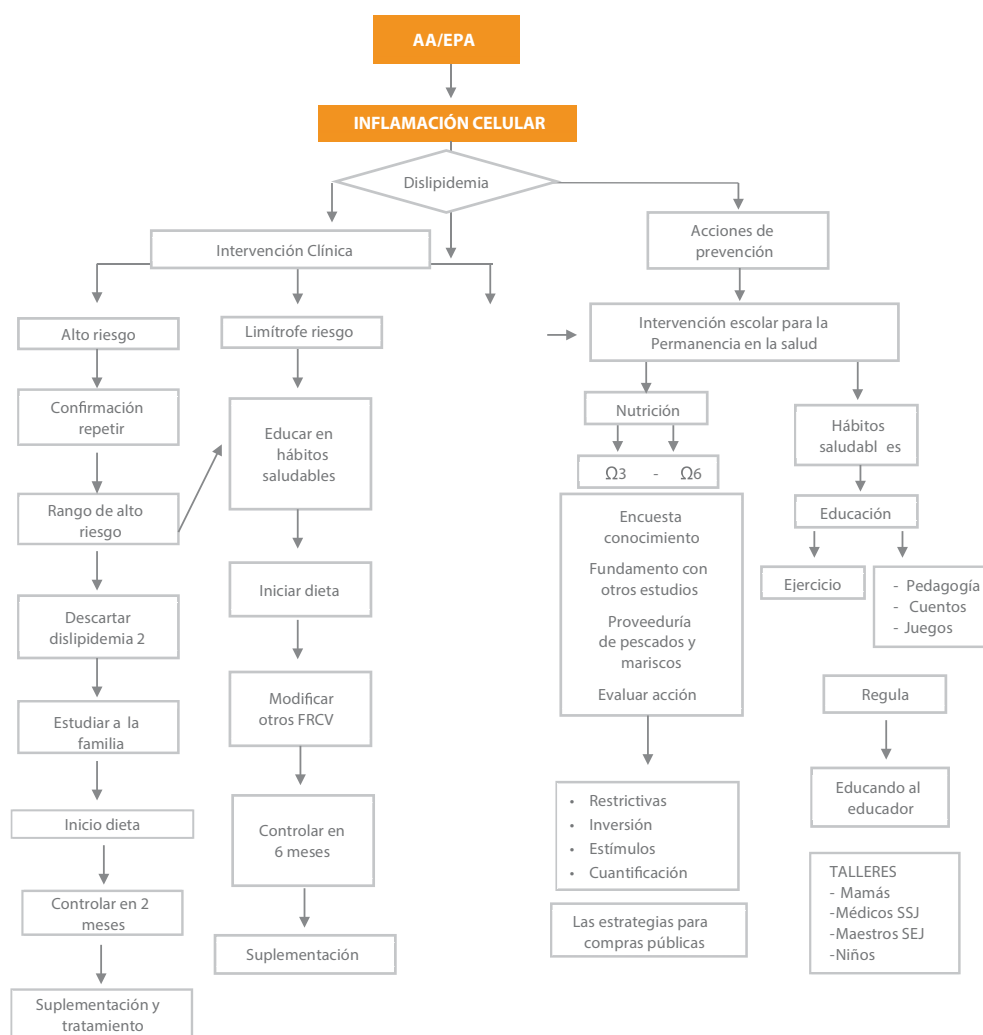 AA/EPA
INFLAMACIÓN CELULAR
Dislipidemia
Intervención Clínica
Acciones de
prevención
Alto riesgo
Limítrofe riesgo
Intervención escolar para la
Permanencia en la salud
Confirmación
repetir
Educar en
hábitos
saludables
Nutrición
Hábitos
saludabl es
Ω3 - Ω6
Rango de alto
riesgo
Encuesta
conocimiento
Fundamento con
otros estudios
Proveeduría
de pescados y
mariscos
Evaluar acción
Educación
Ejercicio
- Pedagogía
- Cuentos
- Juegos
Iniciar dieta
Descartar
dislipidemia 2
Modificar
otros FRCV
Estudiar a la
familia
Regula
Educando al
educador
Inicio dieta
Controlar en
6 meses
• Restrictivas
• Inversión
• Estímulos
• Cuantificación
Controlar en 2
meses
Suplementación
Las estrategias para
compras públicas
TALLERES
- Mamás
-Médicos SSJ
-Maestros SEJ
-Niños
Suplementación y
tratamiento